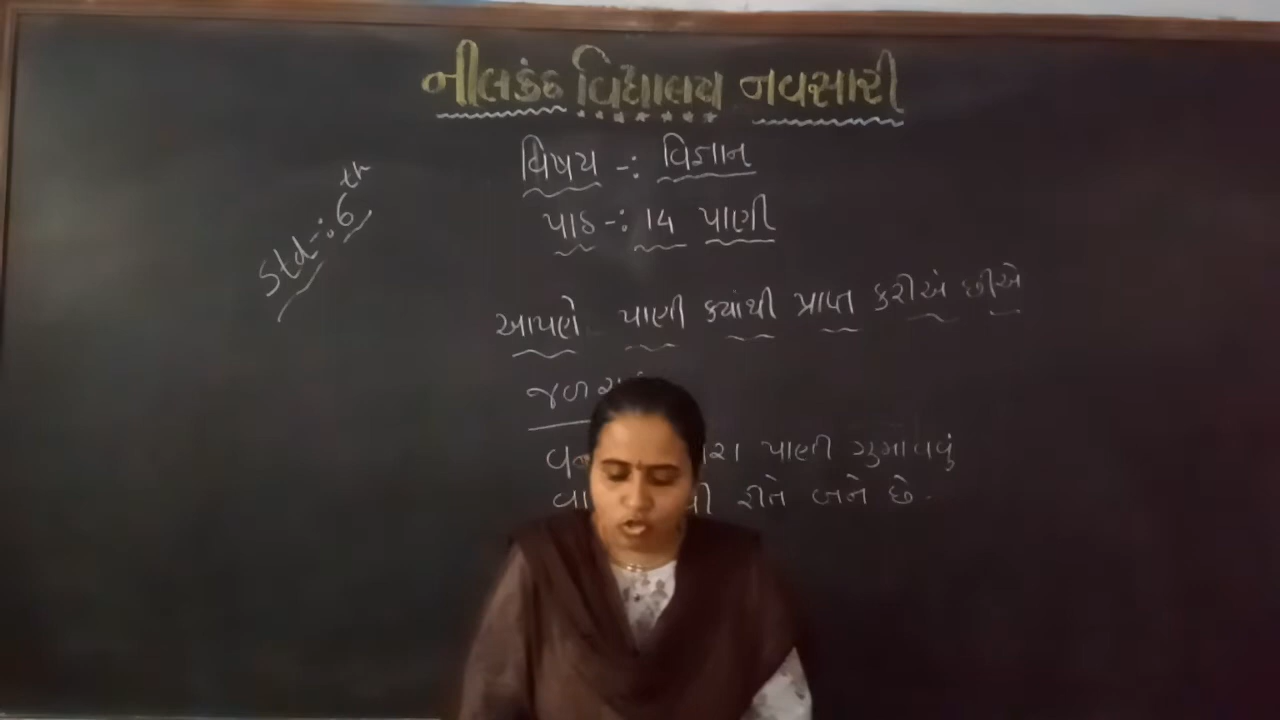 નીલકંઠ વિદ્યાલય નવસારી
વિષય -: વિજ્ઞાન
Std-: 6th
પાઠ -: 14 પાણી
આપણે પાણી ક્યાંથી પ્રાપ્ત કરીએ છીએ
પાણી ગુમાવવું
રીતે બને છે.